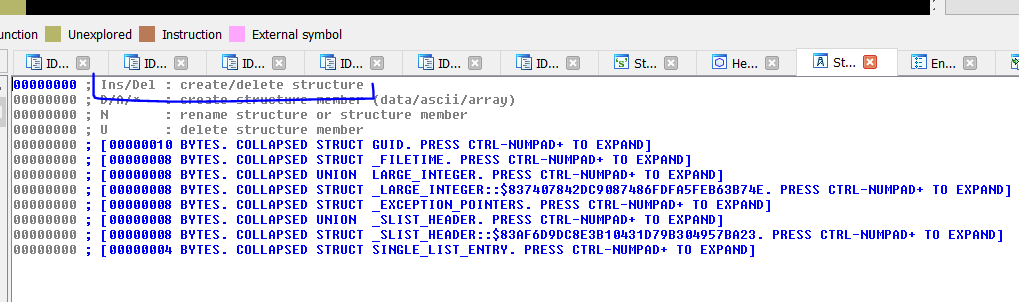 unction Unexplored Instruction External symbol
ID... ID... ID... ID... ID... ID... St... He... St... En...
00000000 ; Ins/Del : create/delete structure
00000000 ; D/A/* : create structure member (data/ascii/array)
00000000 ; N : rename structure or structure member
00000000 ; U : delete structure member
00000000 ; [00000010 BYTES. COLLAPSED STRUCT GUID. PRESS CTRL-NUMPAD+ TO EXPAND]
00000000 ; [00000008 BYTES. COLLAPSED STRUCT _FILETIME. PRESS CTRL-NUMPAD+ TO EXPAND]
00000000 ; [00000008 BYTES. COLLAPSED UNION LARGE_INTEGER. PRESS CTRL-NUMPAD+ TO EXPAND]
00000000 ; [00000008 BYTES. COLLAPSED STRUCT _LARGE_INTEGER::$837407842DC9087486FDFA5FEB63B74E. PRESS CTRL-NUMPAD+ TO EXPAND]
00000000 ; [00000008 BYTES. COLLAPSED STRUCT _EXCEPTION_POINTERS. PRESS CTRL-NUMPAD+ TO EXPAND]
00000000 ; [00000008 BYTES. COLLAPSED UNION _SLIST_HEADER. PRESS CTRL-NUMPAD+ TO EXPAND]
00000000 ; [00000008 BYTES. COLLAPSED STRUCT _SLIST_HEADER::$83AF6D9DC8E3B10431D79B304957BA23. PRESS CTRL-NUMPAD+ TO EXPAND]
00000000 ; [00000004 BYTES. COLLAPSED STRUCT SINGLE_LIST_ENTRY. PRESS CTRL-NUMPAD+ TO EXPAND]